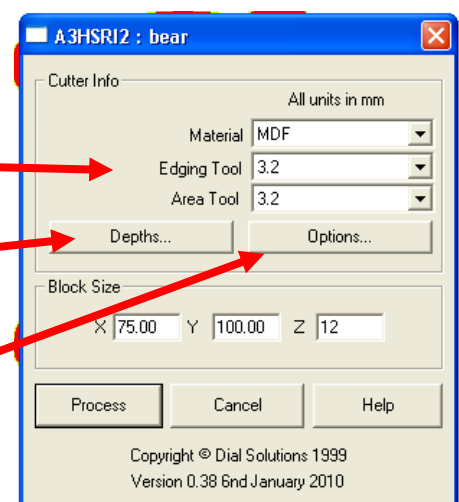 A3HSRI2 : bear
Cutter Info
All units in mm
Material MDF
Edging Tool 3.2
Area Tool 3.2
Depths... Options...
Block Size
X 75.00 Y 100.00 Z 12
Process Cancel Help
Copyright © Dial Solutions 1999
Version 0.38 6nd January 2010